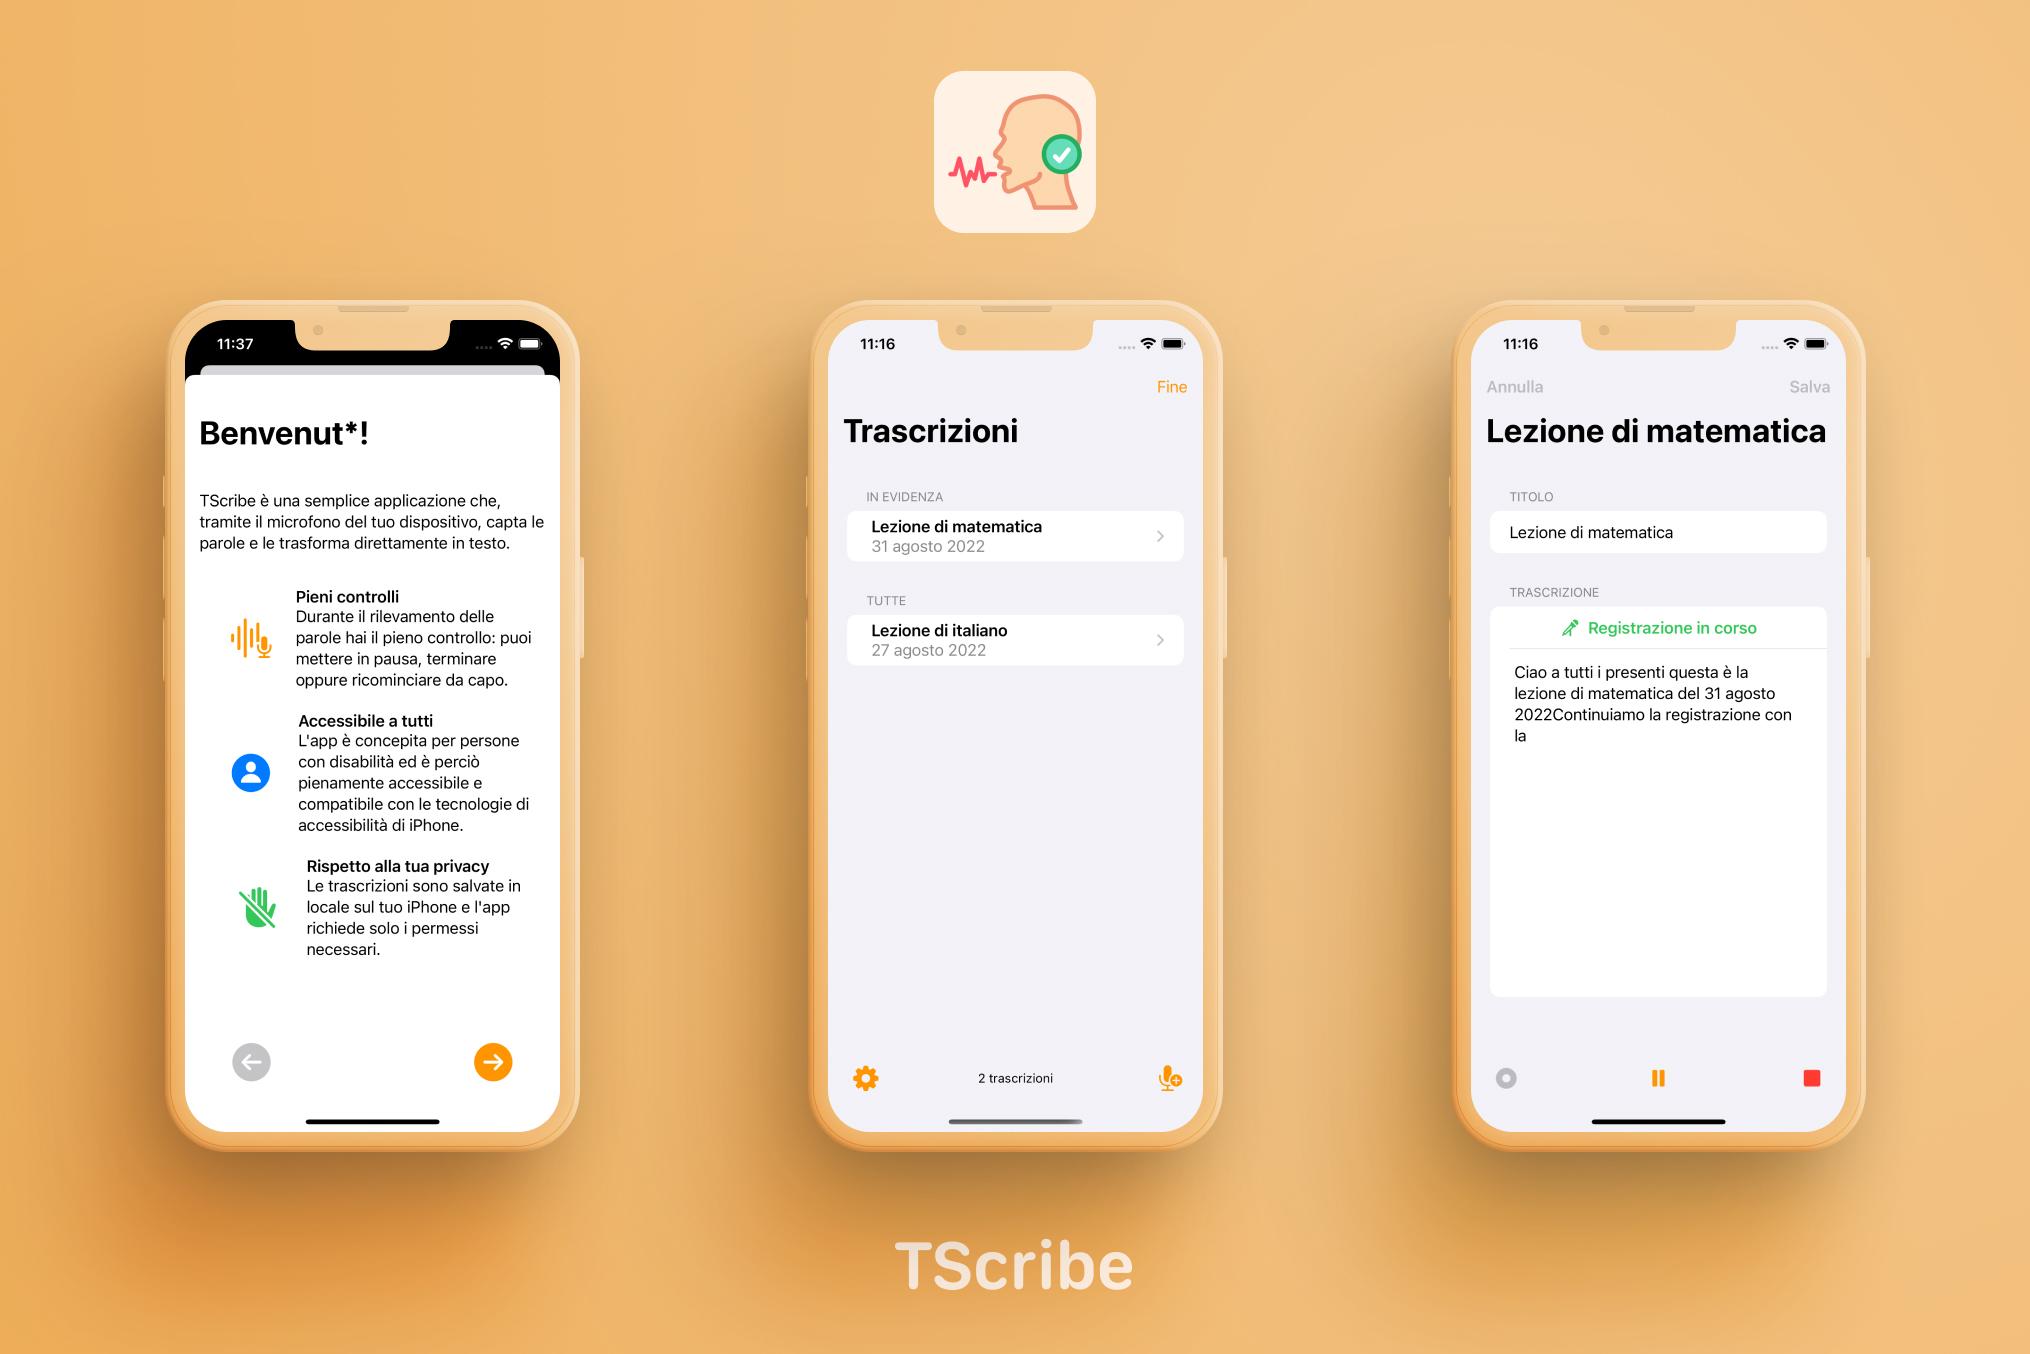 11:37
Benvenut*!
TScribe è una semplice applicazione che,
tramite il microfono del tuo dispositivo, capta le
parole e le trasforma direttamente in testo.
Pieni controlli
Durante il rilevamento delle
parole hai il pieno controllo: puoi
mettere in pausa, terminare
oppure ricominciare da capo.
Accessibile a tutti
L'app è concepita per persone
con disabilità ed è perciò
pienamente accessibile e
compatibile con le tecnologie di
accessibilità di iPhone.
Rispetto alla tua privacy
Le trascrizioni sono salvate in
locale sul tuo iPhone e l'app
richiede solo i permessi
necessari.
11:16
Fine
Trascrizioni
IN EVIDENZA
Lezione di matematica
31 agosto 2022
TUTTE
Lezione di italiano
27 agosto 2022
2 trascrizioni
11:16
Annulla
Salva
Lezione di matematica
TITOLO
Lezione di matematica
TRASCRIZIONE
Registrazione in corso
Ciao a tutti i presenti questa è la
lezione di matematica del 31 agosto
2022Continuiamo la registrazione con
la
TScribe